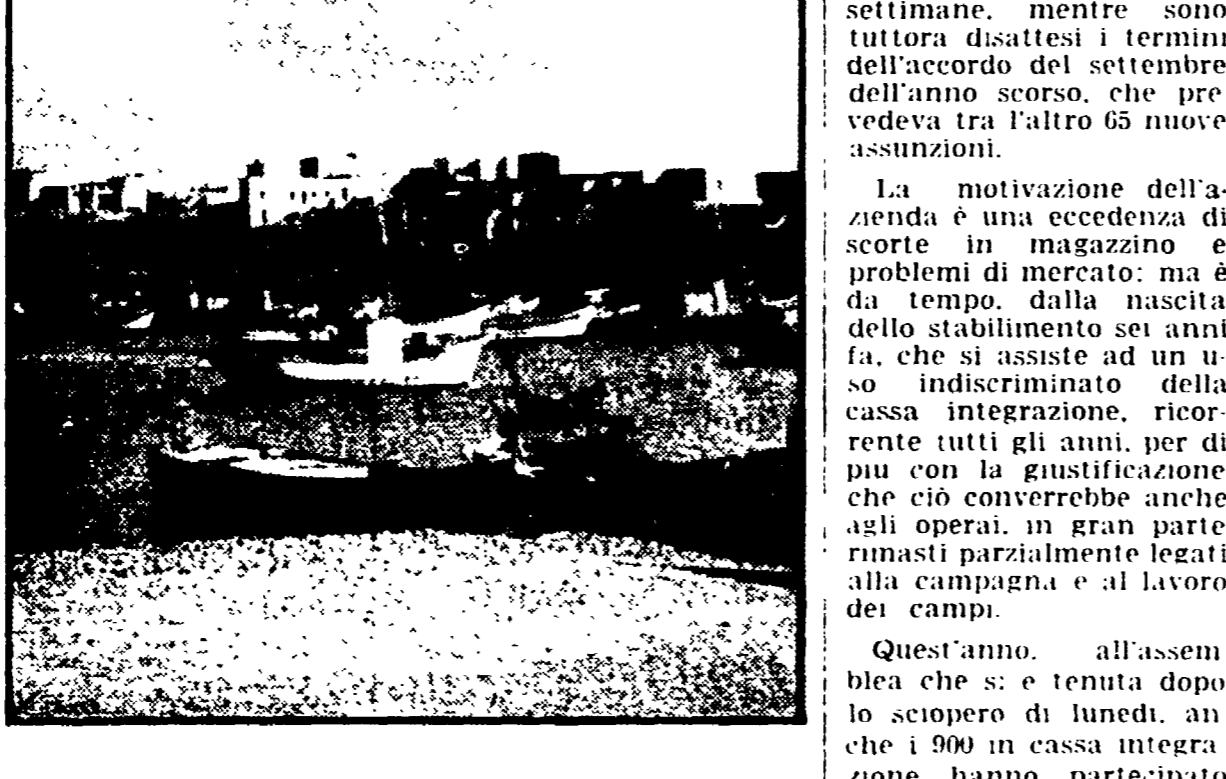 settimane, mentre sono
tuttora disattesi i termini
dell'accordo del settembre
dell'anno scorso, che pre
vedeva tra l'altro 65 nuove
assunzioni.
La motivazione dell'a-
zienda è una eccedenza di
scorte in magazzino e
problemi di mercato: ma è
da tempo, dalla nascita
dello stabilimento sei anni
fa, che si assiste ad un u-
so indiscriminato della
cassa integrazione, ricor-
rente tutti gli anni, per di
più con la giustificazione
che ciò converrebbe anche
agli operai, in gran parte
rimasti parzialmente legati
alla campagna e al lavoro
dei campi.
Quest'anno, all'assem
blea che s: e tenuta dopo
lo sciopero di lunedì, an
che i 900 in cassa integra
zione hanno partecipato